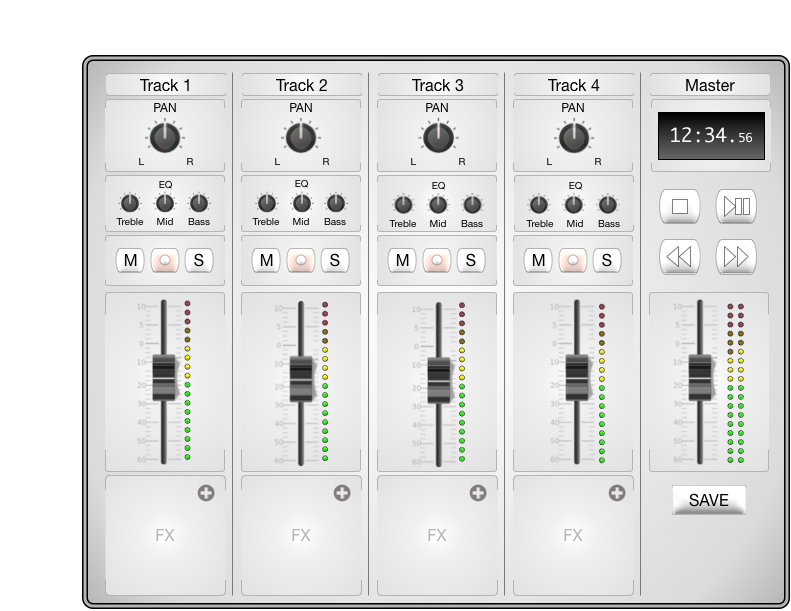 Track 1 Track 2 Track 3 Track 4 Master
PAN PAN PAN PAN
12:34.56
L R L R L R L R
EQ EQ EQ EQ
Treble Mid Bass Treble Mid Bass Treble Mid Bass Treble Mid Bass
M S M S M S M S
10 10 10 10 10
5 5 5 5 5
0 0 0 0 0
10 10 10 10 10
20 20 20 20 20
30 30 30 30 30
40 40 40 40 40
50 50 50 50 50
60 60 60 60 60
SAVE
FX FX FX FX